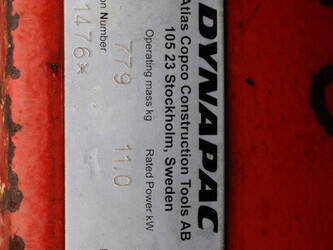 DYNAPAC
Atlas Copco Construction Tools AB
105 23 Stockholm, Sweden
Operating mass kg Rated Power kW
779 11,0
on Number
1476*